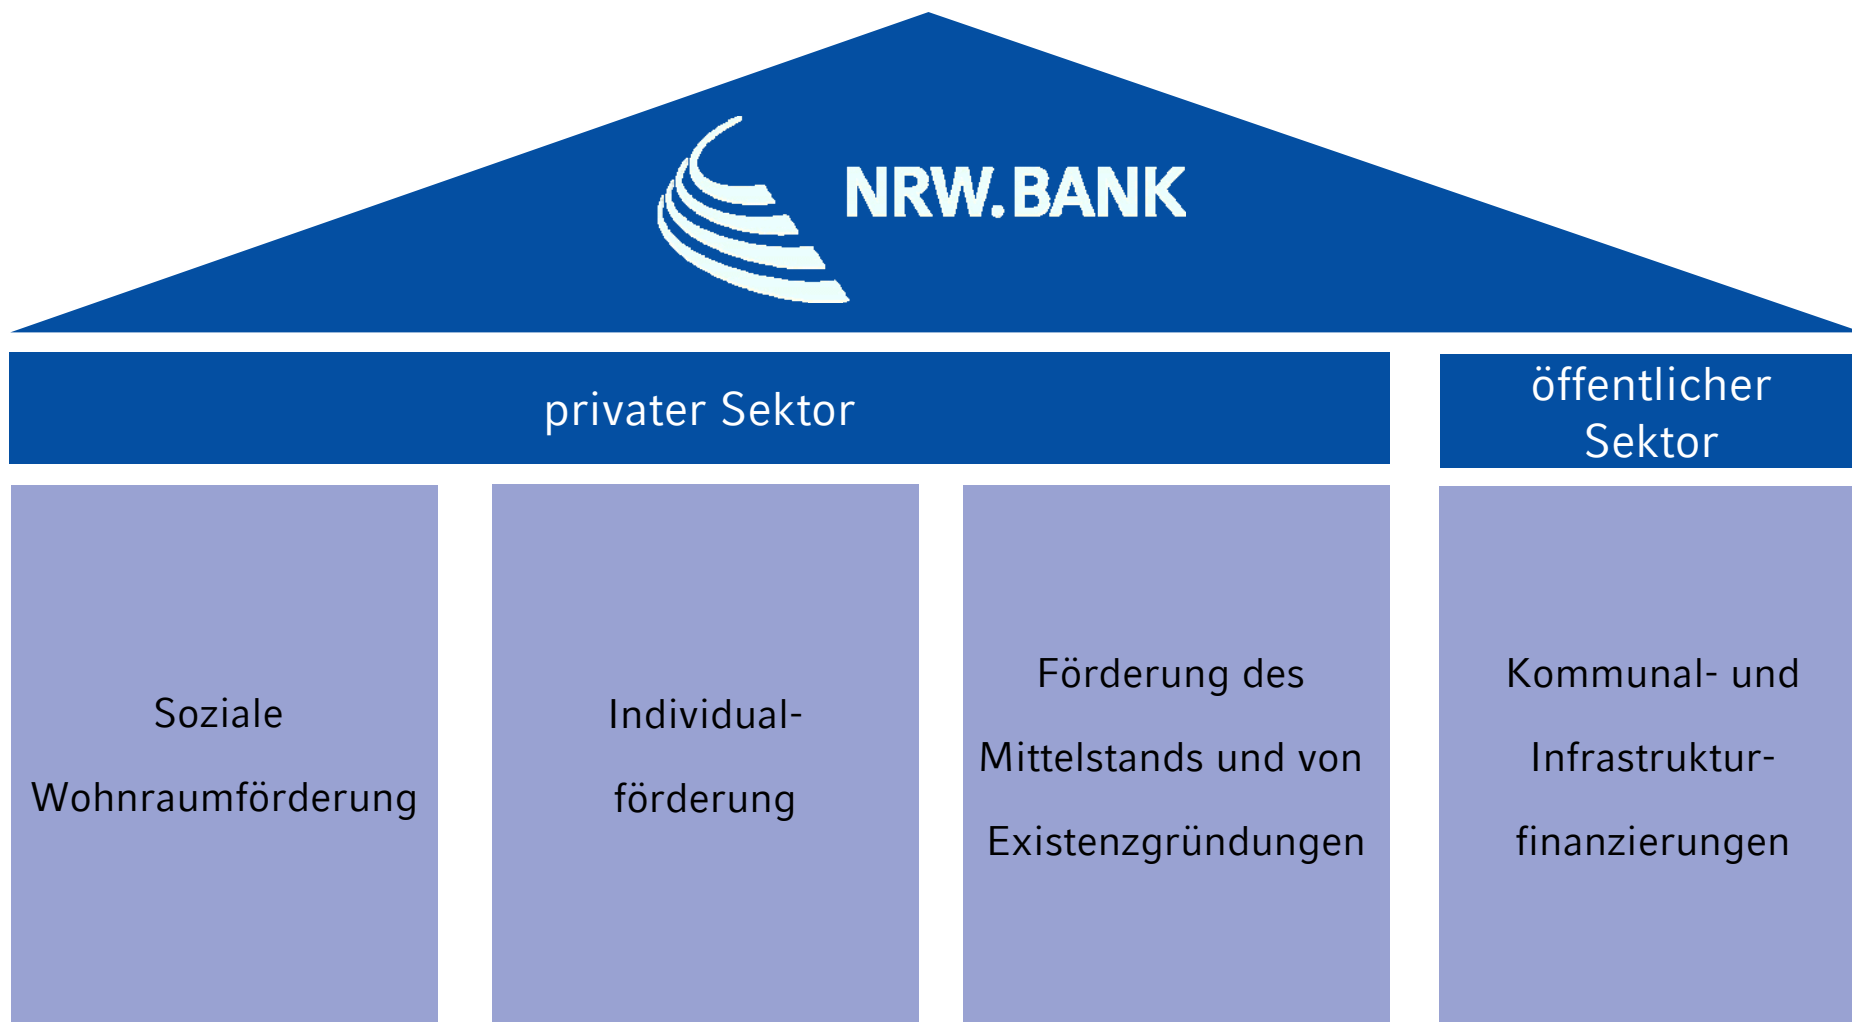 NRW.BANK
privater Sektor
öffentlicher
Sektor
Soziale
Wohnraumförderung
Individual-
förderung
Förderung des
Mittelstands und von
Existenzgründungen
Kommunal- und
Infrastruktur-
finanzierungen